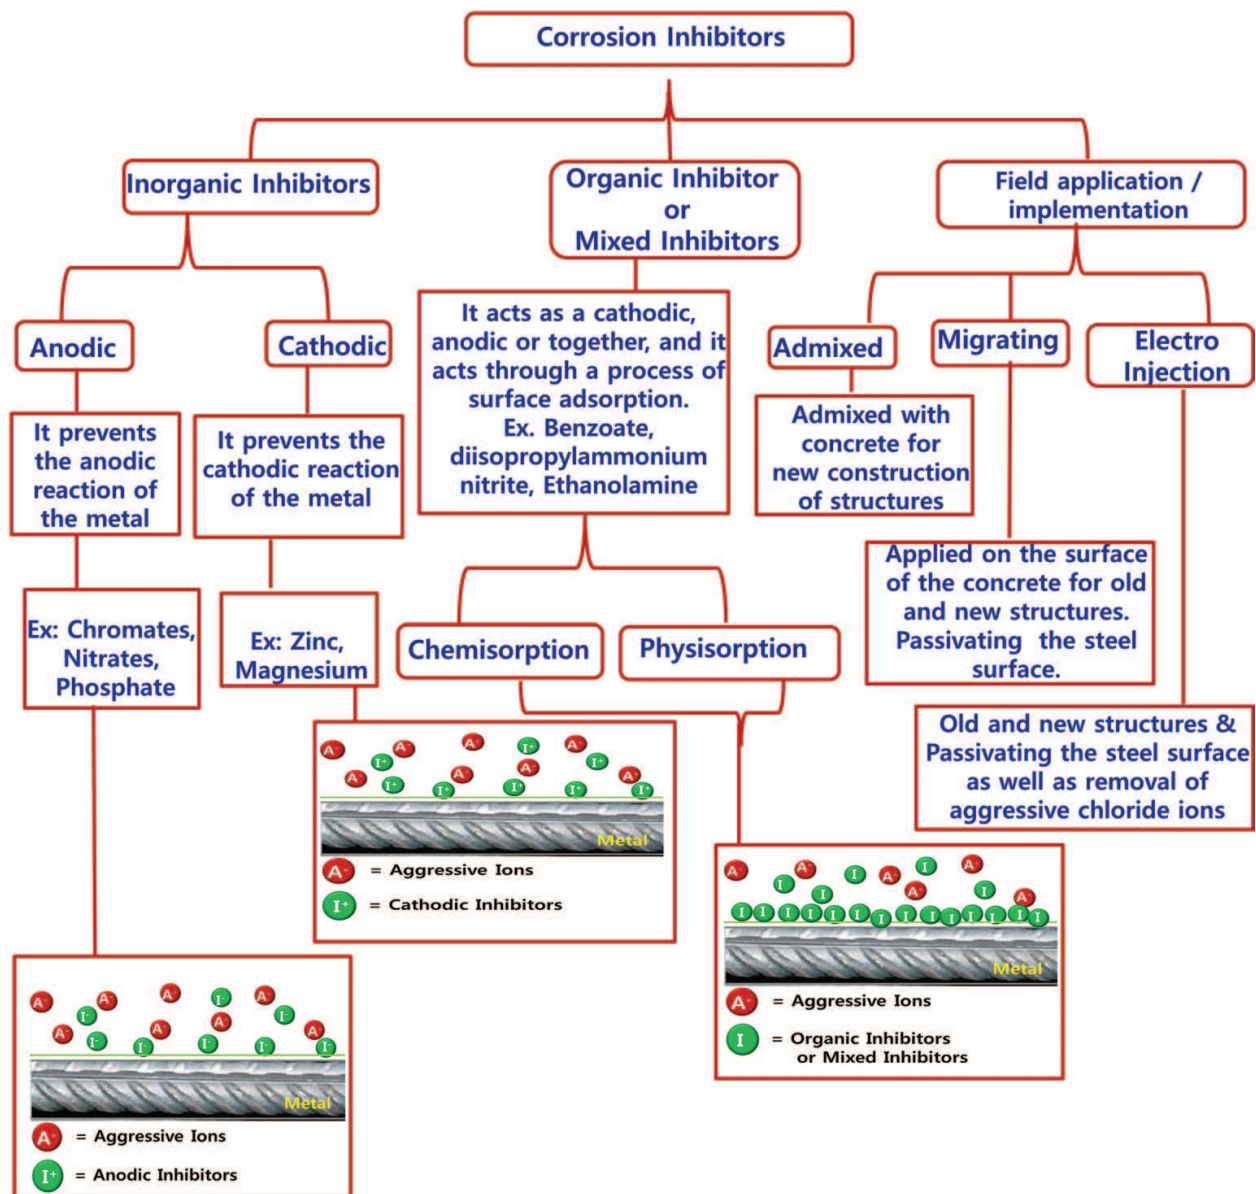 Corrosion Inhibitors
Inorganic Inhibitors
Organic Inhibitor
or
Mixed Inhibitors
Field application /
implementation
Anodic
Cathodic
It acts as a cathodic,
anodic or together, and it
acts through a process of
surface adsorption.
Ex. Benzoate,
diisopropylammonium
nitrite, Ethanolamine
Admixed
Migrating
Electro
Injection
It prevents
the anodic
reaction of
the metal
It prevents the
cathodic reaction
of the metal
Admixed with
concrete for
new construction
of structures
Applied on the surface
of the concrete for old
and new structures.
Passivating the steel
surface.
Ex: Chromates,
Nitrates,
Phosphate
Ex: Zinc,
Magnesium
Chemisorption
Physisorption
Old and new structures &
Passivating the steel surface
as well as removal of
aggressive chloride ions
A-
A-
A-
I+
A-
I+
I+
A-
I+
A-
A-
A-
I+
I+
I+
I+
I+
Metal
A- = Aggressive Ions
I+ = Cathodic Inhibitors
A-
A-
I
A-
I
A-
I
I
A-
I
A-
I
I
I
I
I
I
I
I
I
I
I
I
I
I
Metal
A- = Aggressive Ions
I = Organic Inhibitors
or Mixed Inhibitors
A-
A-
A-
I-
A-
I-
I-
A-
A-
A-
A-
I-
I-
I-
I-
I-
I-
Metal
A- = Aggressive Ions
I+ = Anodic Inhibitors